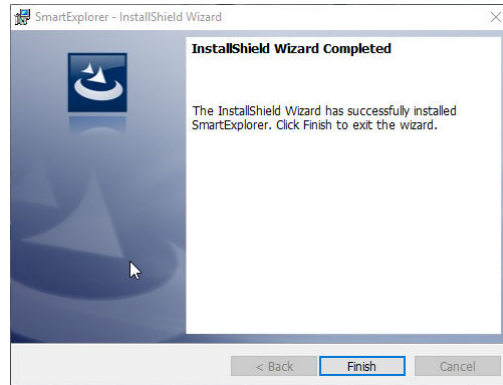 SmartExplorer - InstallShield Wizard
InstallShield Wizard Completed
The InstallShield Wizard has successfully installed
SmartExplorer. Click Finish to exit the wizard.
< Back
Finish
Cancel